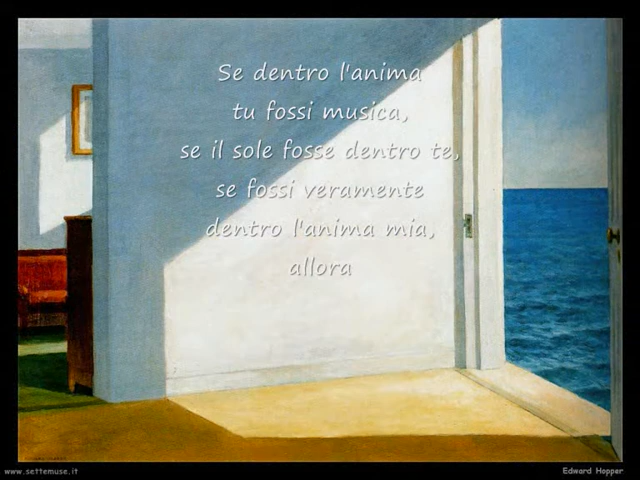 Se dentro l'anima
tu fossi musica,
se il sole fosse dentro te,
se fossi veramente
dentro l'anima mia,
allora
www.settemuse.it
Edward Hopper